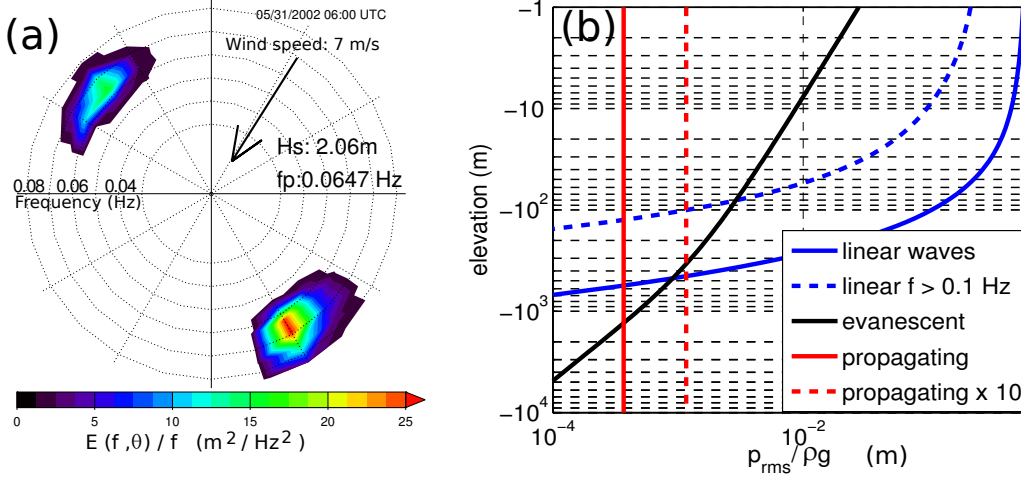 (a)
05/31/2002 06:00 UTC
Wind speed: 7 m/s
Hs: 2.06m
fp:0.0647 Hz
0.08 0.06 0.04
Frequency (Hz)
0 5 10 15 20 25
E (f ,θ) / f (m² / Hz²)
(b)
-1
-10
-10²
-10³
-10⁴
elevation (m)
linear waves
linear f > 0.1 Hz
evanescent
propagating
propagating x 10
10⁻⁴ 10⁻²
p_rms/ρg (m)